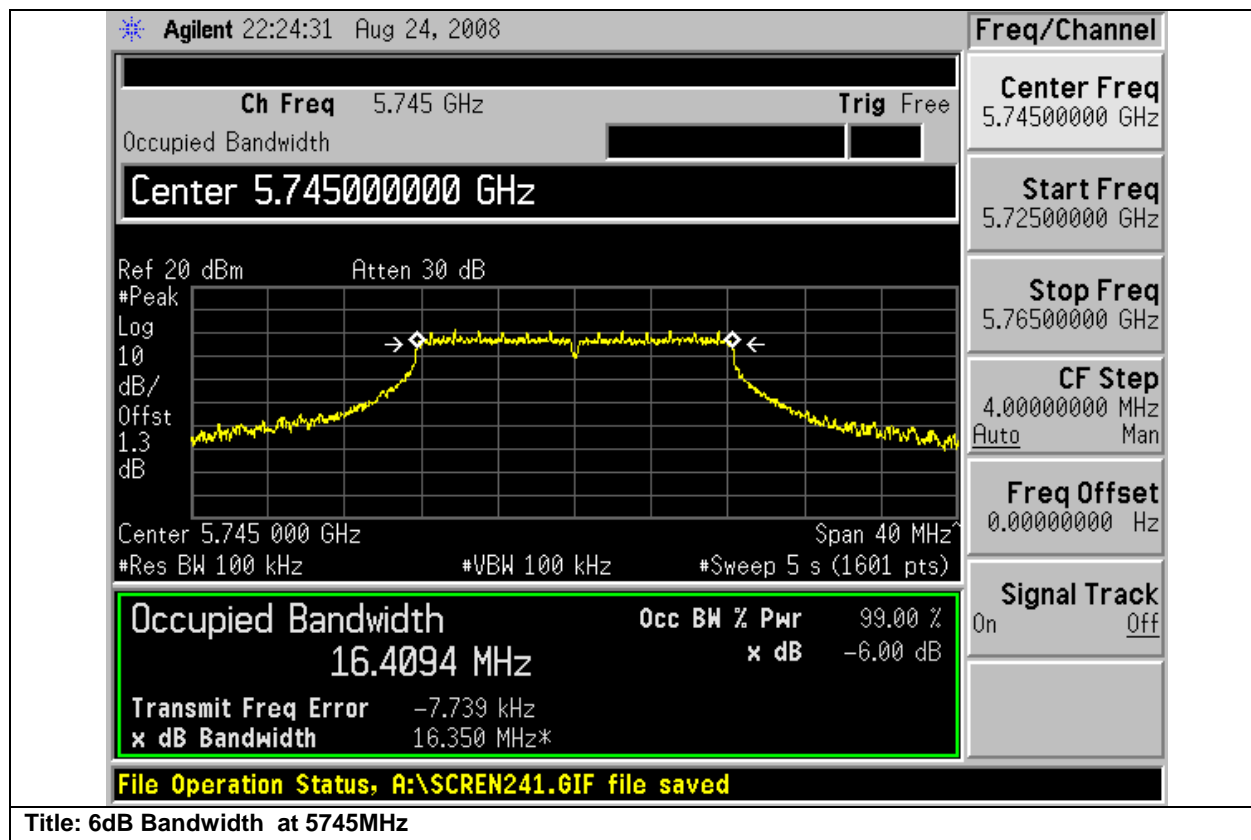 Agilent 22:24:31 Aug 24, 2008
Freq/Channel
Ch Freq 5.745 GHz
Trig Free
Occupied Bandwidth
Center 5.745000000 GHz
Ref 20 dBm
Atten 30 dB
#Peak
Log
10
dB/
Offst
1.3
dB
Center 5.745 000 GHz
Span 40 MHz^
#Res BW 100 kHz
#VBW 100 kHz
#Sweep 5 s (1601 pts)
Occupied Bandwidth
16.4094 MHz
Occ BW % Pwr 99.00 %
x dB -6.00 dB
Transmit Freq Error -7.739 kHz
x dB Bandwidth 16.350 MHz*
File Operation Status, A:\SCREN241.GIF file saved
Center Freq
5.74500000 GHz
Start Freq
5.72500000 GHz
Stop Freq
5.76500000 GHz
CF Step
4.00000000 MHz
Auto Man
Freq Offset
0.00000000 Hz
Signal Track
On Off
Title: 6dB Bandwidth at 5745MHz